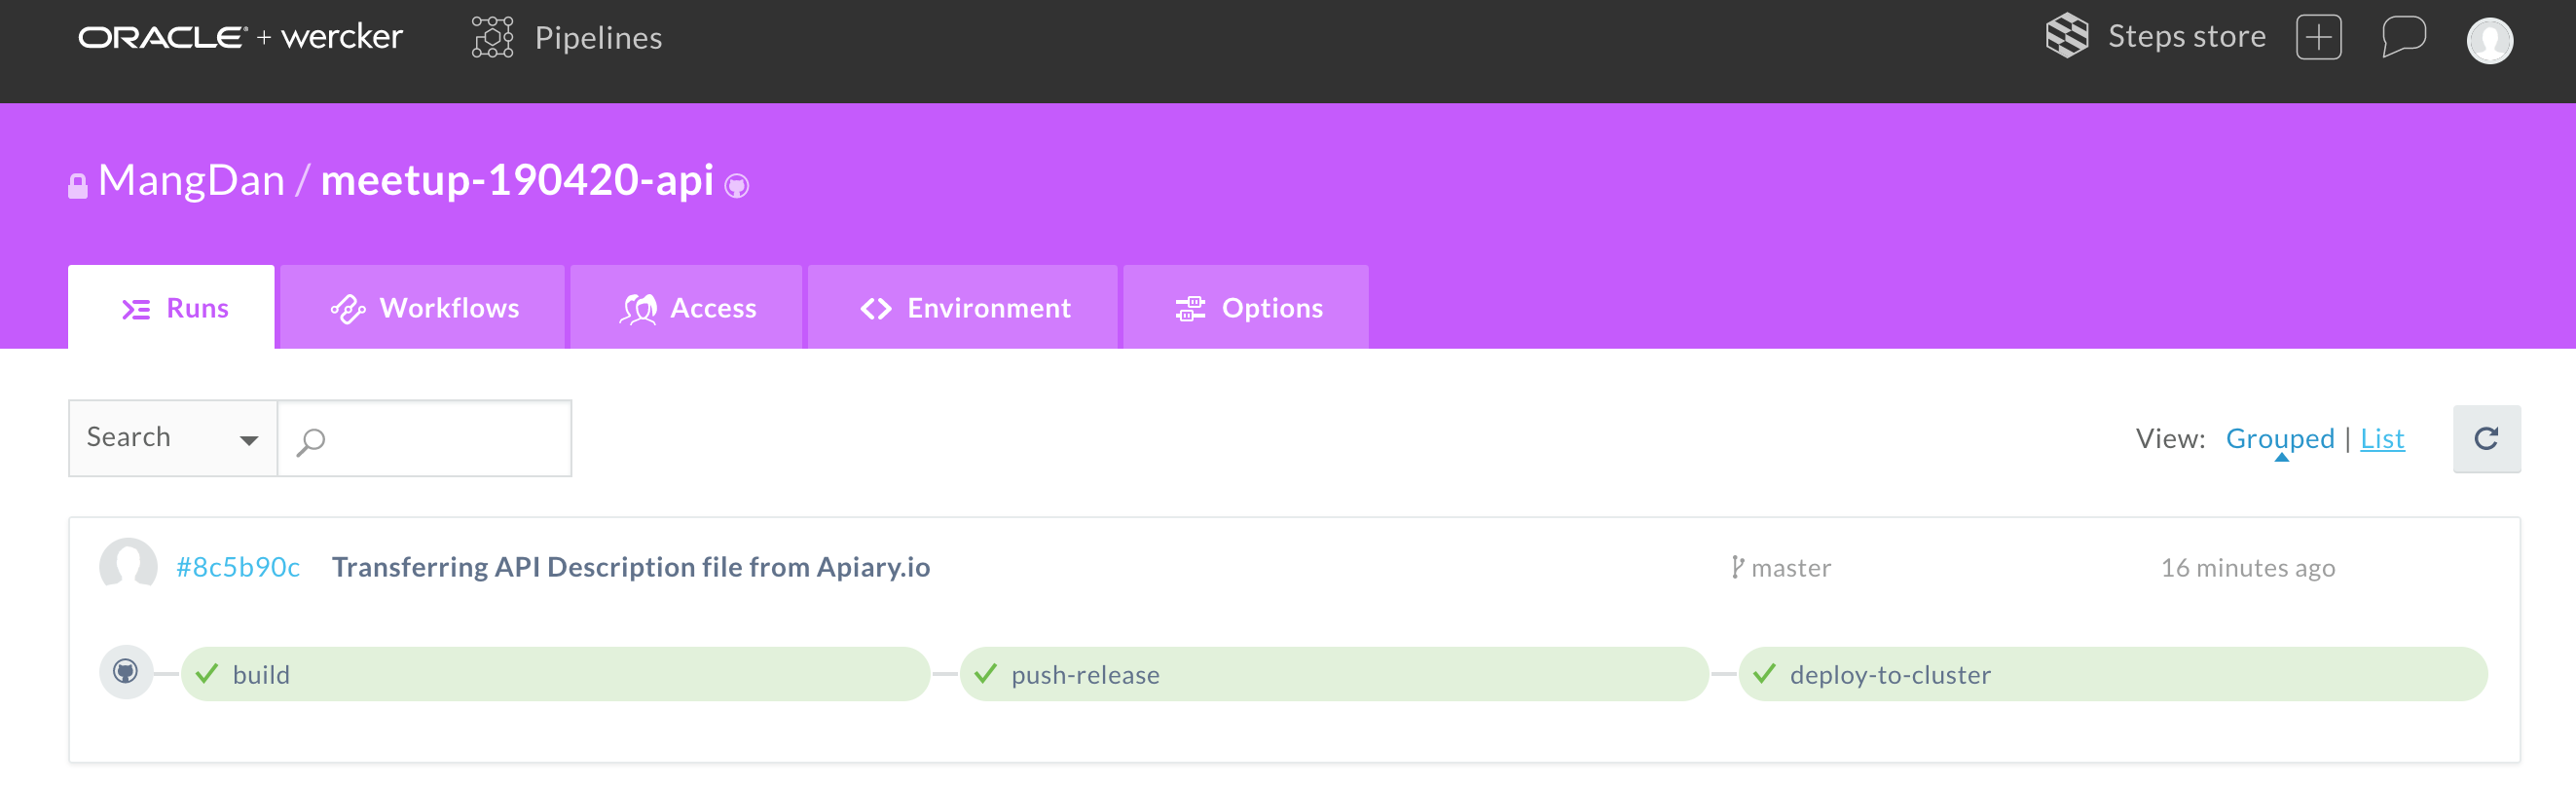 ORACLE + wercker Pipelines Steps store
MangDan / meetup-190420-api
Runs Workflows Access Environment Options
Search View: Grouped | List
#8c5b90c Transferring API Description file from Apiary.io master 16 minutes ago
build push-release deploy-to-cluster